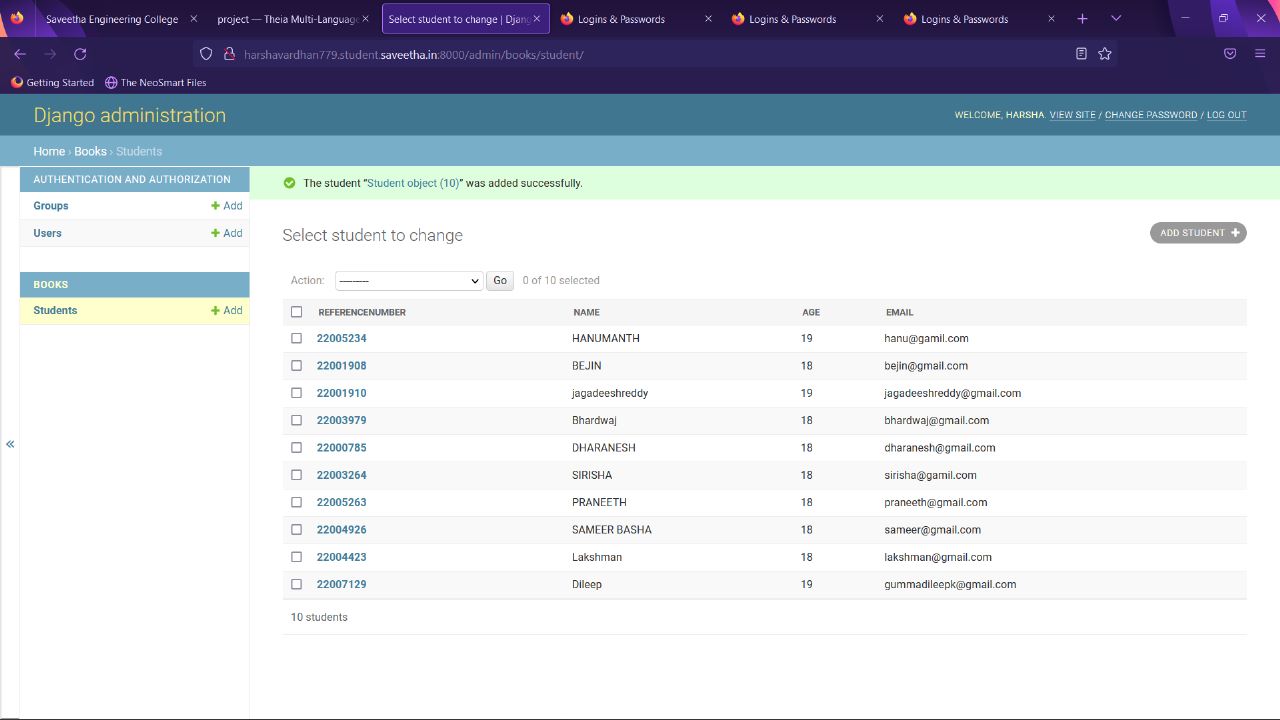 Saveetha Engineering College
project — Theia Multi-Language
Select student to change | Djang
Logins & Passwords
Logins & Passwords
Logins & Passwords
harshavardhan779.student.saveetha.in:8000/admin/books/student/
Getting Started
The NeoSmart Files
Django administration
WELCOME, HARSHA. VIEW SITE / CHANGE PASSWORD / LOG OUT
Home › Books › Students
AUTHENTICATION AND AUTHORIZATION
Groups + Add
Users + Add
BOOKS
Students + Add
«
The student “Student object (10)” was added successfully.
Select student to change
ADD STUDENT +
Action: --------- Go 0 of 10 selected
REFERENCENUMBER NAME AGE EMAIL
22005234 HANUMANTH 19 hanu@gamil.com
22001908 BEJIN 18 bejin@gmail.com
22001910 jagadeeshreddy 19 jagadeeshreddy@gmail.com
22003979 Bhardwaj 18 bhardwaj@gmail.com
22000785 DHARANESH 18 dharanesh@gmail.com
22003264 SIRISHA 18 sirisha@gamil.com
22005263 PRANEETH 18 praneeth@gmail.com
22004926 SAMEER BASHA 18 sameer@gmail.com
22004423 Lakshman 18 lakshman@gmail.com
22007129 Dileep 19 gummadileepk@gmail.com
10 students